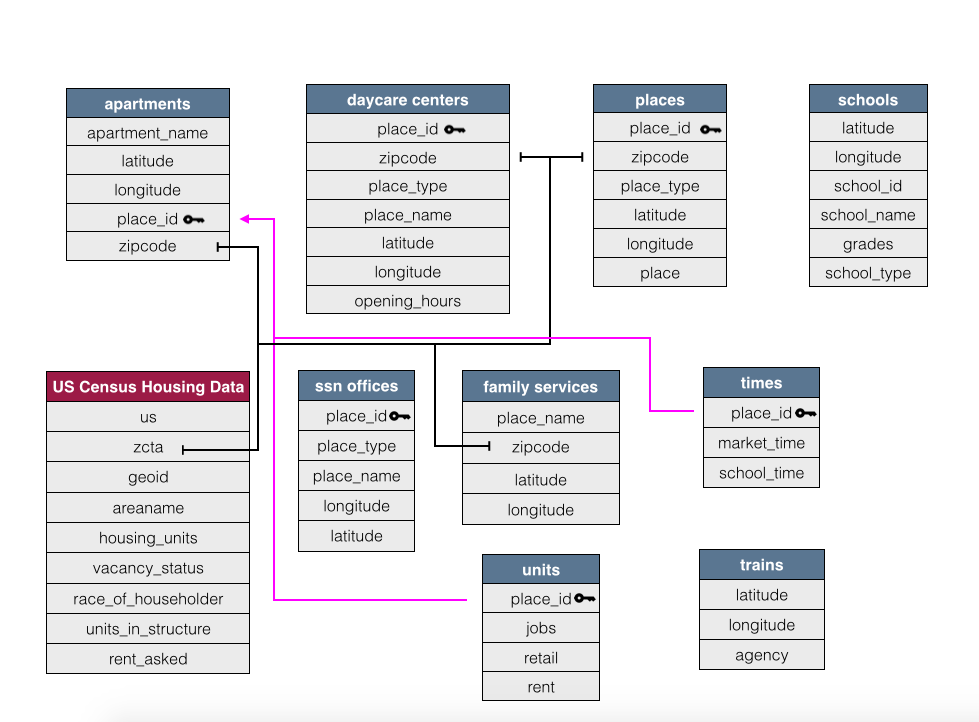 apartments
apartment_name
latitude
longitude
place_id
zipcode
daycare centers
place_id
zipcode
place_type
place_name
latitude
longitude
opening_hours
places
place_id
zipcode
place_type
latitude
longitude
place
schools
latitude
longitude
school_id
school_name
grades
school_type
US Census Housing Data
us
zcta
geoid
areaname
housing_units
vacancy_status
race_of_householder
units_in_structure
rent_asked
ssn offices
place_id
place_type
place_name
longitude
latitude
family services
place_name
zipcode
latitude
longitude
times
place_id
market_time
school_time
units
place_id
jobs
retail
rent
trains
latitude
longitude
agency